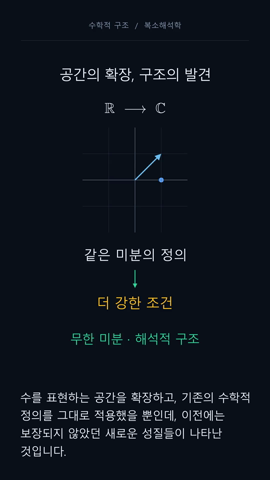 수학적 구조 / 복소해석학
공간의 확장, 구조의 발견
ℝ ⟶ ℂ
같은 미분의 정의
더 강한 조건
무한 미분 · 해석적 구조
수를 표현하는 공간을 확장하고, 기존의 수학적
정의를 그대로 적용했을 뿐인데, 이전에는
보장되지 않았던 새로운 성질들이 나타난
것입니다.